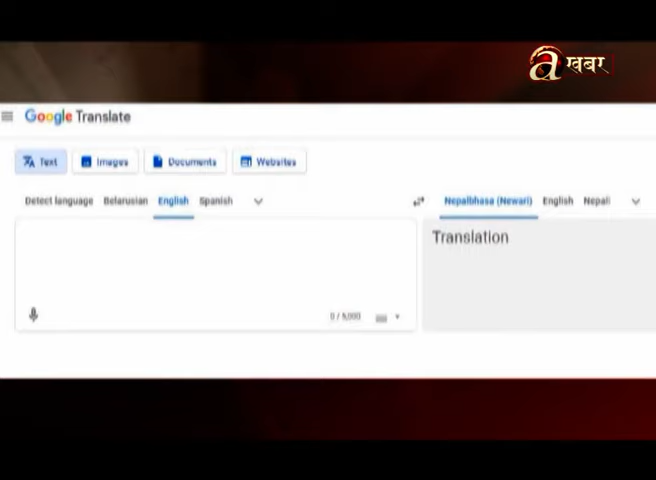 a खबर
Google Translate
Text Images Documents Websites
Detect language Belarusian English Spanish Nepalbhasa (Newari) English Nepali
Translation
0 / 5,000